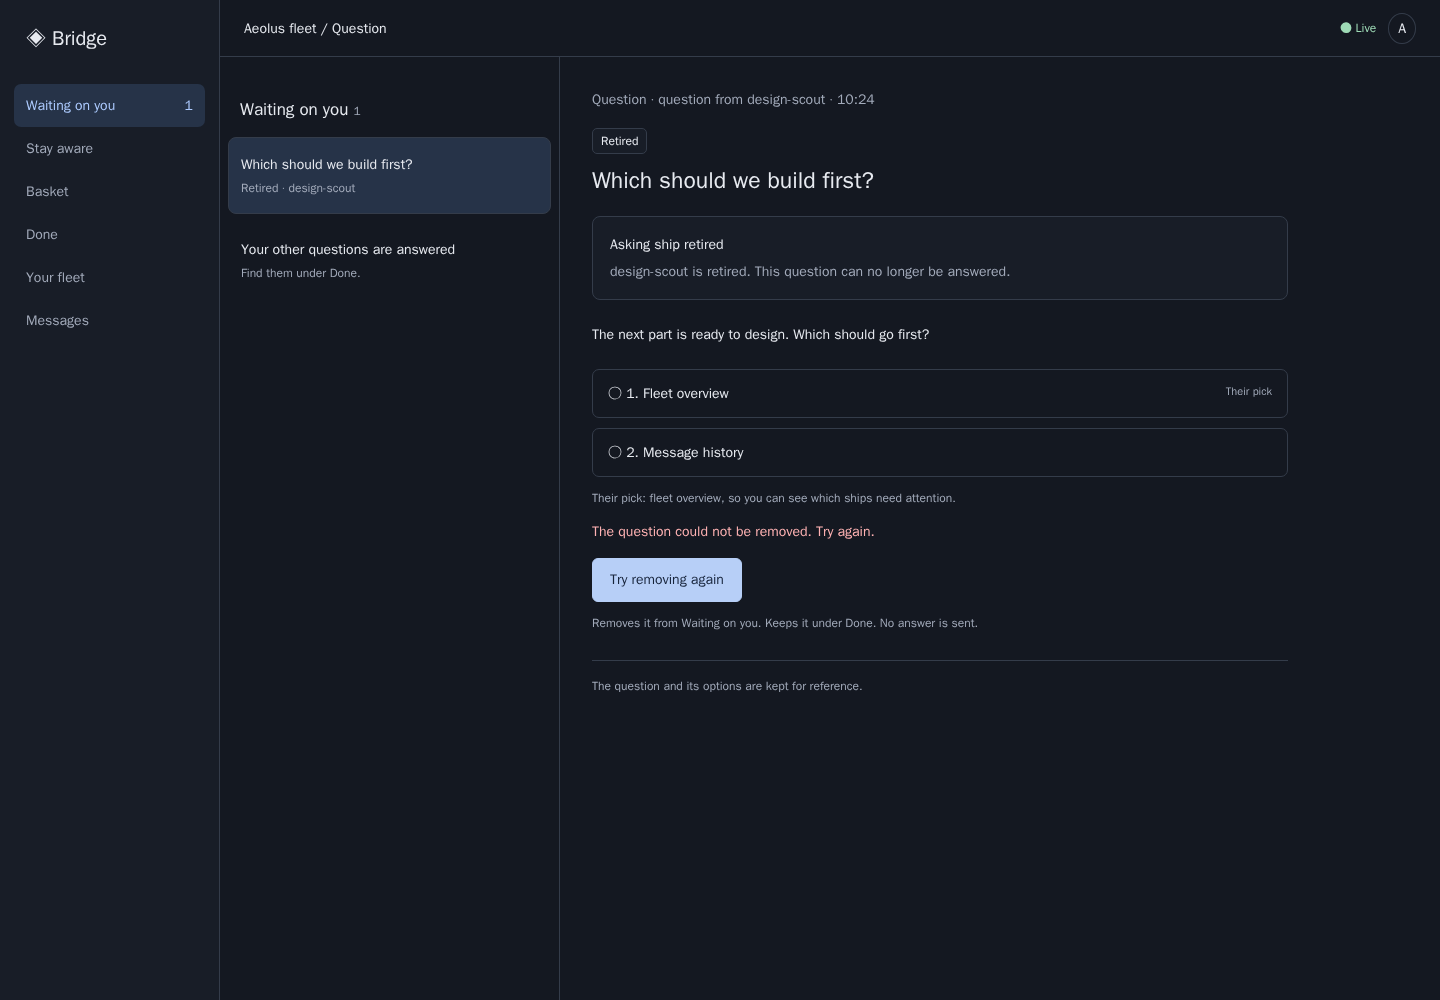 Bridge
Waiting on you 1
Stay aware
Basket
Done
Your fleet
Messages
Aeolus fleet / Question
Live
A
Waiting on you 1
Which should we build first?
Retired · design-scout
Your other questions are answered
Find them under Done.
Question · question from design-scout · 10:24
Retired
Which should we build first?
Asking ship retired
design-scout is retired. This question can no longer be answered.
The next part is ready to design. Which should go first?
1. Fleet overview Their pick
2. Message history
Their pick: fleet overview, so you can see which ships need attention.
The question could not be removed. Try again.
Try removing again
Removes it from Waiting on you. Keeps it under Done. No answer is sent.
The question and its options are kept for reference.